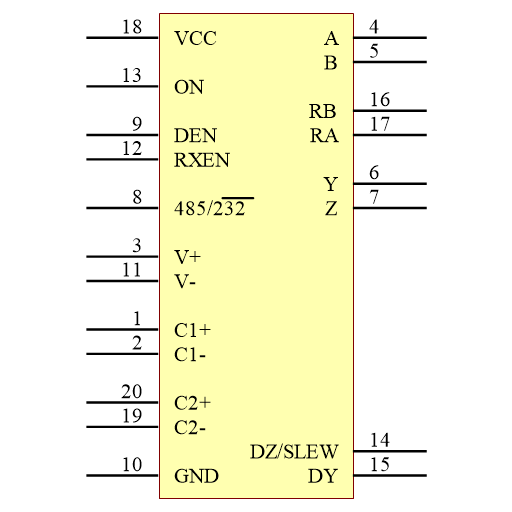 18 VCC A 4
B 5
13 ON
RB 16
9 DEN RA 17
12 RXEN
Y 6
8 485/232 Z 7
3 V+
11 V-
1 C1+
2 C1-
20 C2+
19 C2-
DZ/SLEW 14
10 GND DY 15